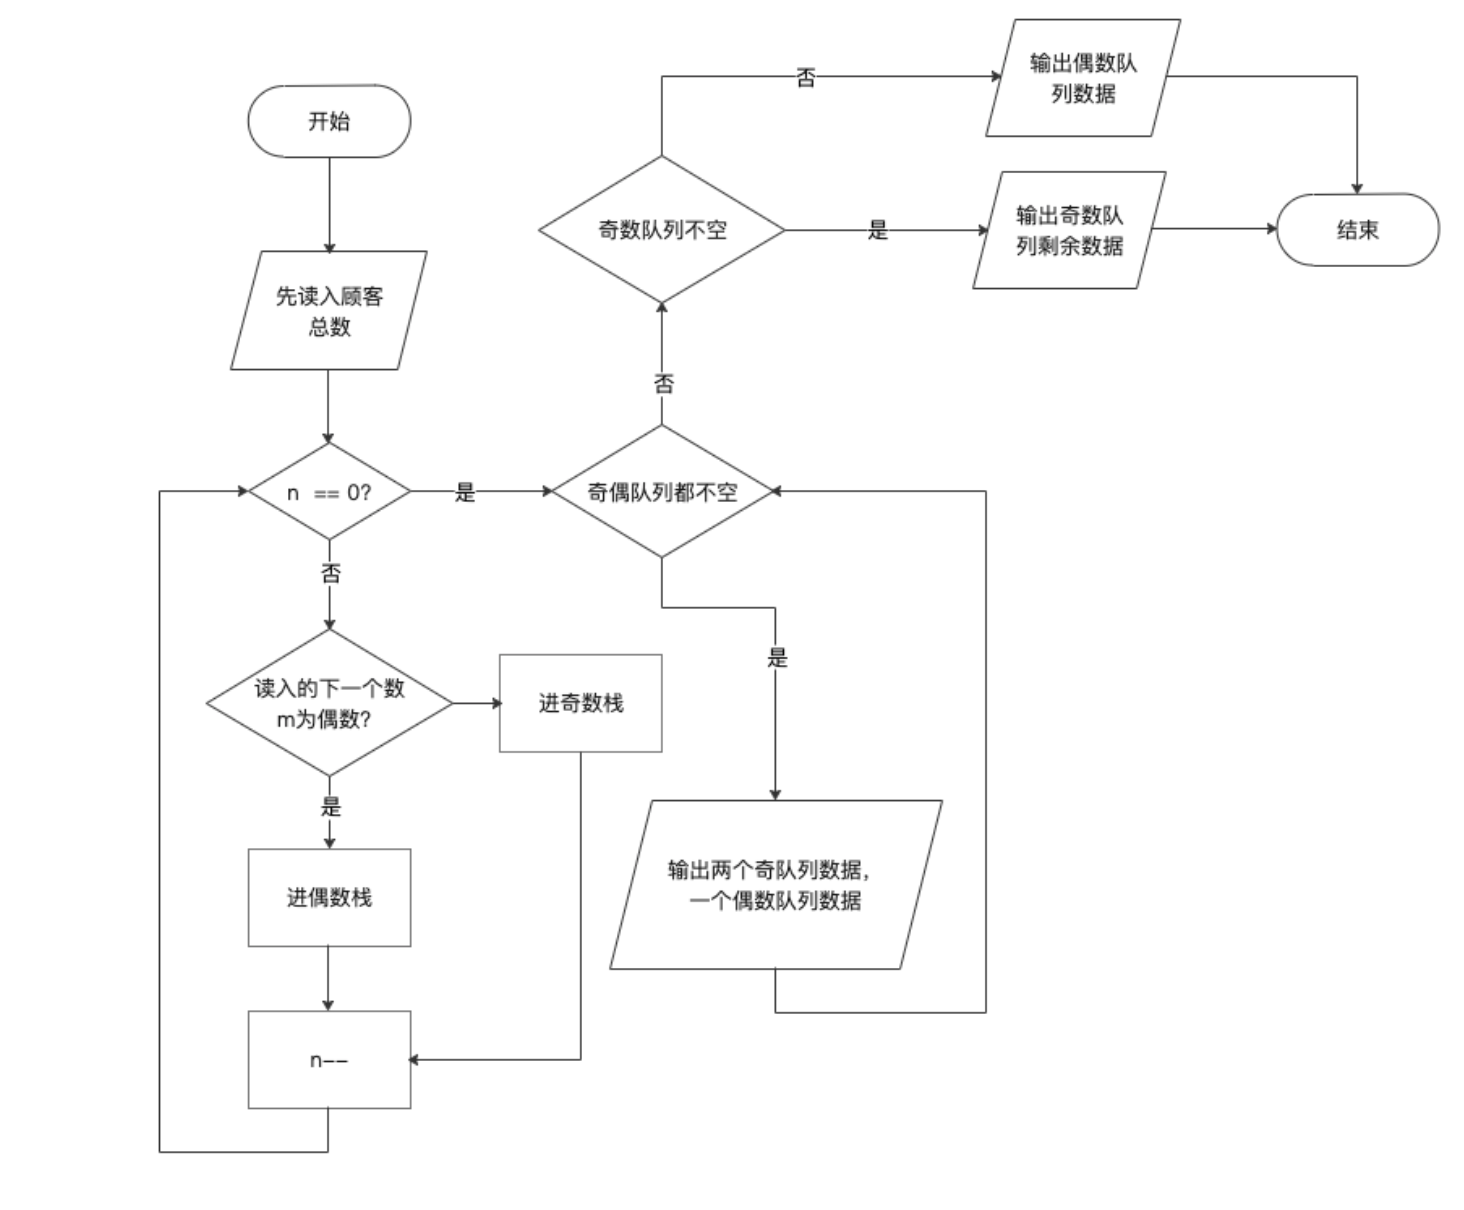 开始
先读入顾客
总数
n == 0?
是
否
读入的下一个数
m为偶数?
进奇数栈
是
进偶数栈
n--
奇偶队列都不空
是
输出两个奇队列数据,
一个偶数队列数据
否
奇数队列不空
否
输出偶数队
列数据
是
输出奇数队
列剩余数据
结束